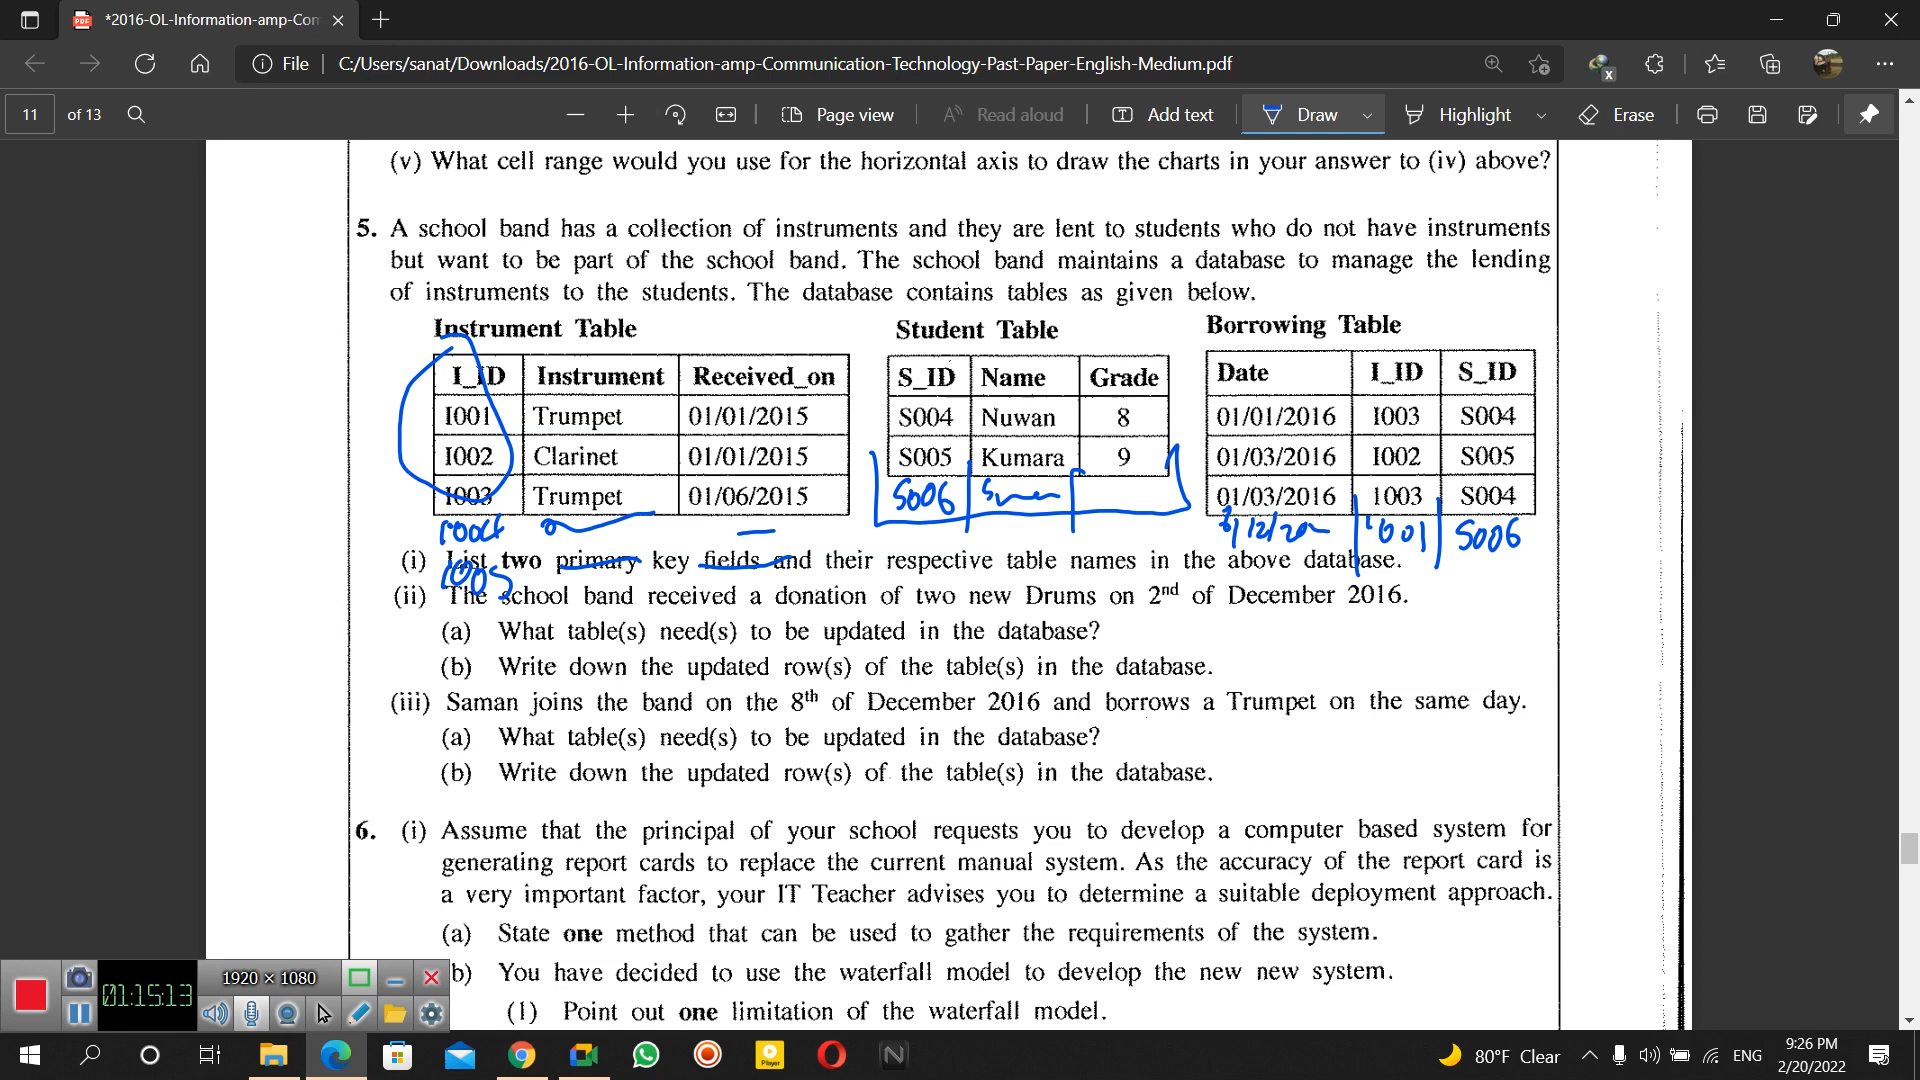 *2016-OL-Information-amp-Con
File
C:/Users/sanat/Downloads/2016-OL-Information-amp-Communication-Technology-Past-Paper-English-Medium.pdf
11 of 13
Page view
Read aloud
Add text
Draw
Highlight
Erase
(v) What cell range would you use for the horizontal axis to draw the charts in your answer to (iv) above?
5. A school band has a collection of instruments and they are lent to students who do not have instruments
but want to be part of the school band. The school band maintains a database to manage the lending
of instruments to the students. The database contains tables as given below.
Instrument Table
I_ID Instrument Received_on
I001 Trumpet 01/01/2015
I002 Clarinet 01/01/2015
I003 Trumpet 01/06/2015
I004
I005
Student Table
S_ID Name Grade
S004 Nuwan 8
S005 Kumara 9
S006
Borrowing Table
Date I_ID S_ID
01/01/2016 I003 S004
01/03/2016 I002 S005
01/03/2016 1003 S004
I001 S006
(i) List two primary key fields and their respective table names in the above database.
(ii) The school band received a donation of two new Drums on 2nd of December 2016.
(a) What table(s) need(s) to be updated in the database?
(b) Write down the updated row(s) of the table(s) in the database.
(iii) Saman joins the band on the 8th of December 2016 and borrows a Trumpet on the same day.
(a) What table(s) need(s) to be updated in the database?
(b) Write down the updated row(s) of the table(s) in the database.
6. (i) Assume that the principal of your school requests you to develop a computer based system for
generating report cards to replace the current manual system. As the accuracy of the report card is
a very important factor, your IT Teacher advises you to determine a suitable deployment approach.
(a) State one method that can be used to gather the requirements of the system.
b) You have decided to use the waterfall model to develop the new new system.
(1) Point out one limitation of the waterfall model.
1920 × 1080
01:15:13
Player
80°F Clear
ENG
9:26 PM
2/20/2022